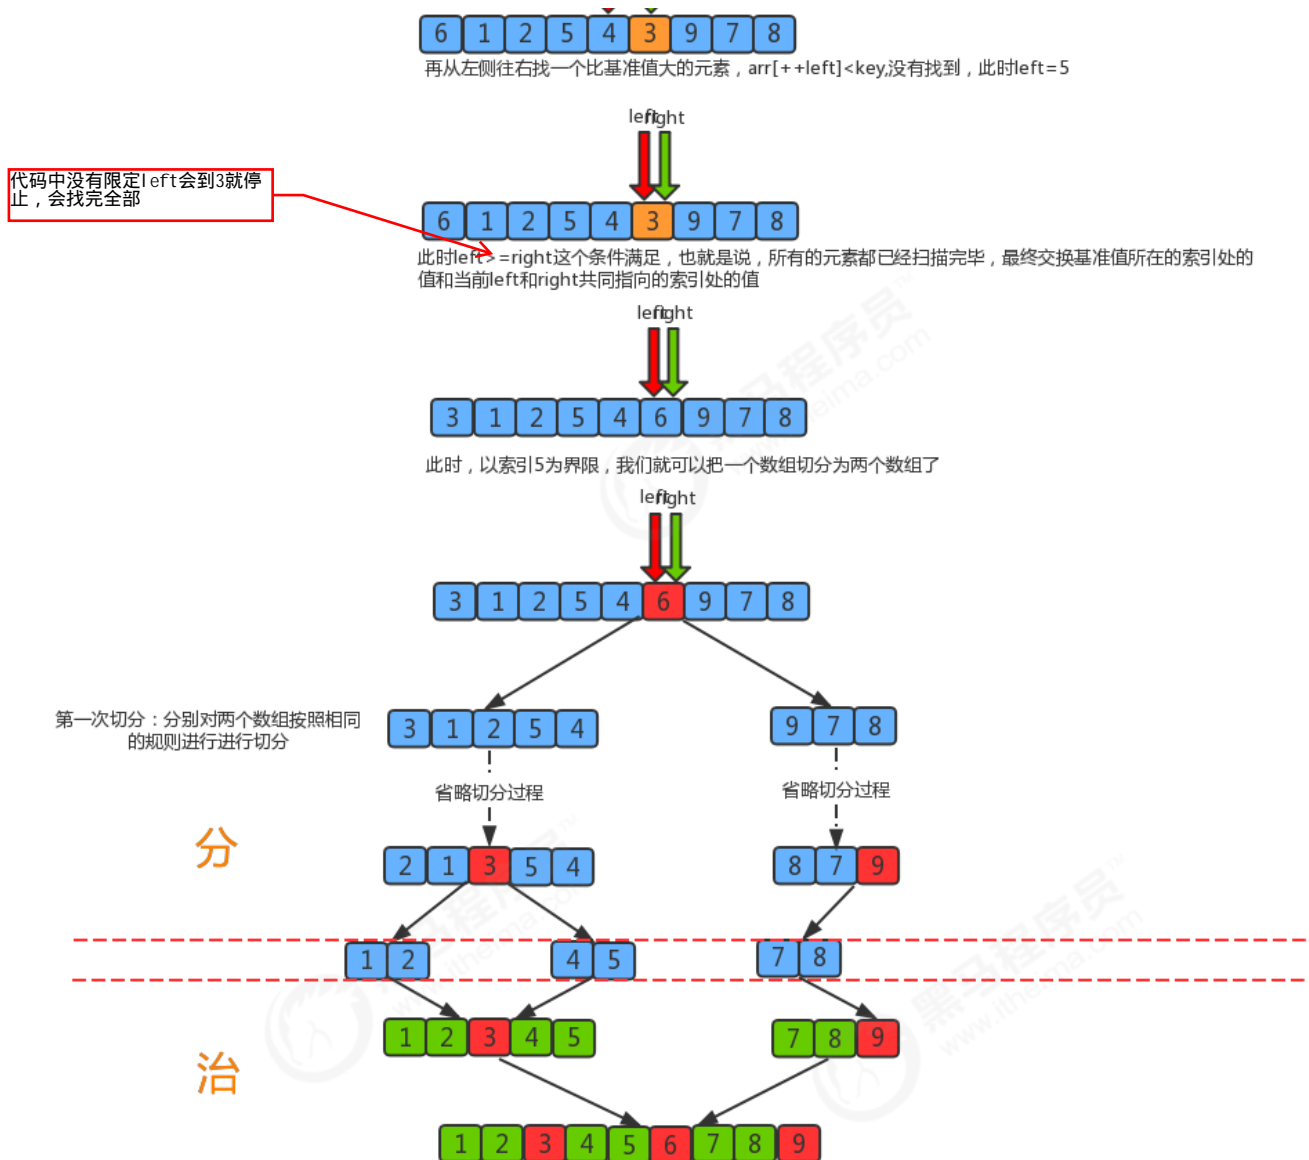 6 1 2 5 4 3 9 7 8
再从左侧往右找一个比基准值大的元素，arr[++left]<key,没有找到，此时left=5
left right
代码中没有限定left会到3就停
止，会找完全部
6 1 2 5 4 3 9 7 8
此时left>=right这个条件满足，也就是说，所有的元素都已经扫描完毕，最终交换基准值所在的索引处的
值和当前left和right共同指向的索引处的值
left right
3 1 2 5 4 6 9 7 8
此时，以索引5为界限，我们就可以把一个数组切分为两个数组了
left right
3 1 2 5 4 6 9 7 8
第一次切分：分别对两个数组按照相同
的规则进行进行切分
3 1 2 5 4
9 7 8
省略切分过程
省略切分过程
分
2 1 3 5 4
8 7 9
1 2
4 5
7 8
1 2 3 4 5
7 8 9
治
1 2 3 4 5 6 7 8 9
黑马程序员
www.itheima.com